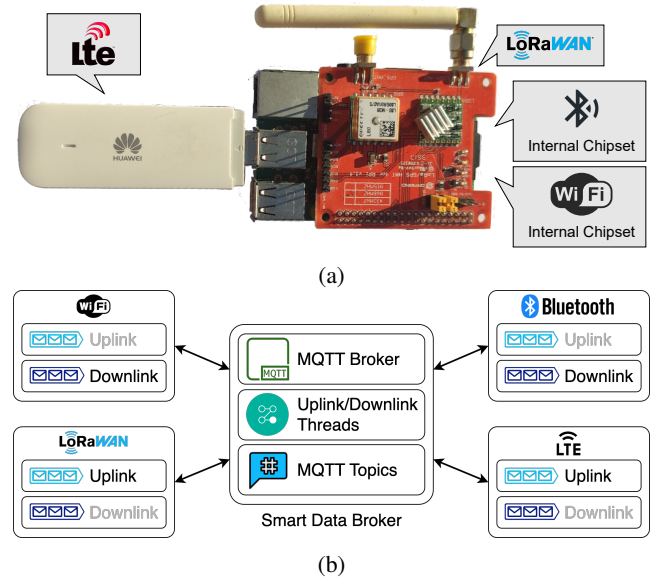 Lte
LoRaWAN
HUAWEI
Internal Chipset
WiFi
Internal Chipset
(a)
WiFi
Uplink
Downlink
Bluetooth
Uplink
Downlink
MQTT
MQTT Broker
Uplink/Downlink
Threads
MQTT Topics
Smart Data Broker
LoRaWAN
Uplink
Downlink
LTE
Uplink
Downlink
(b)